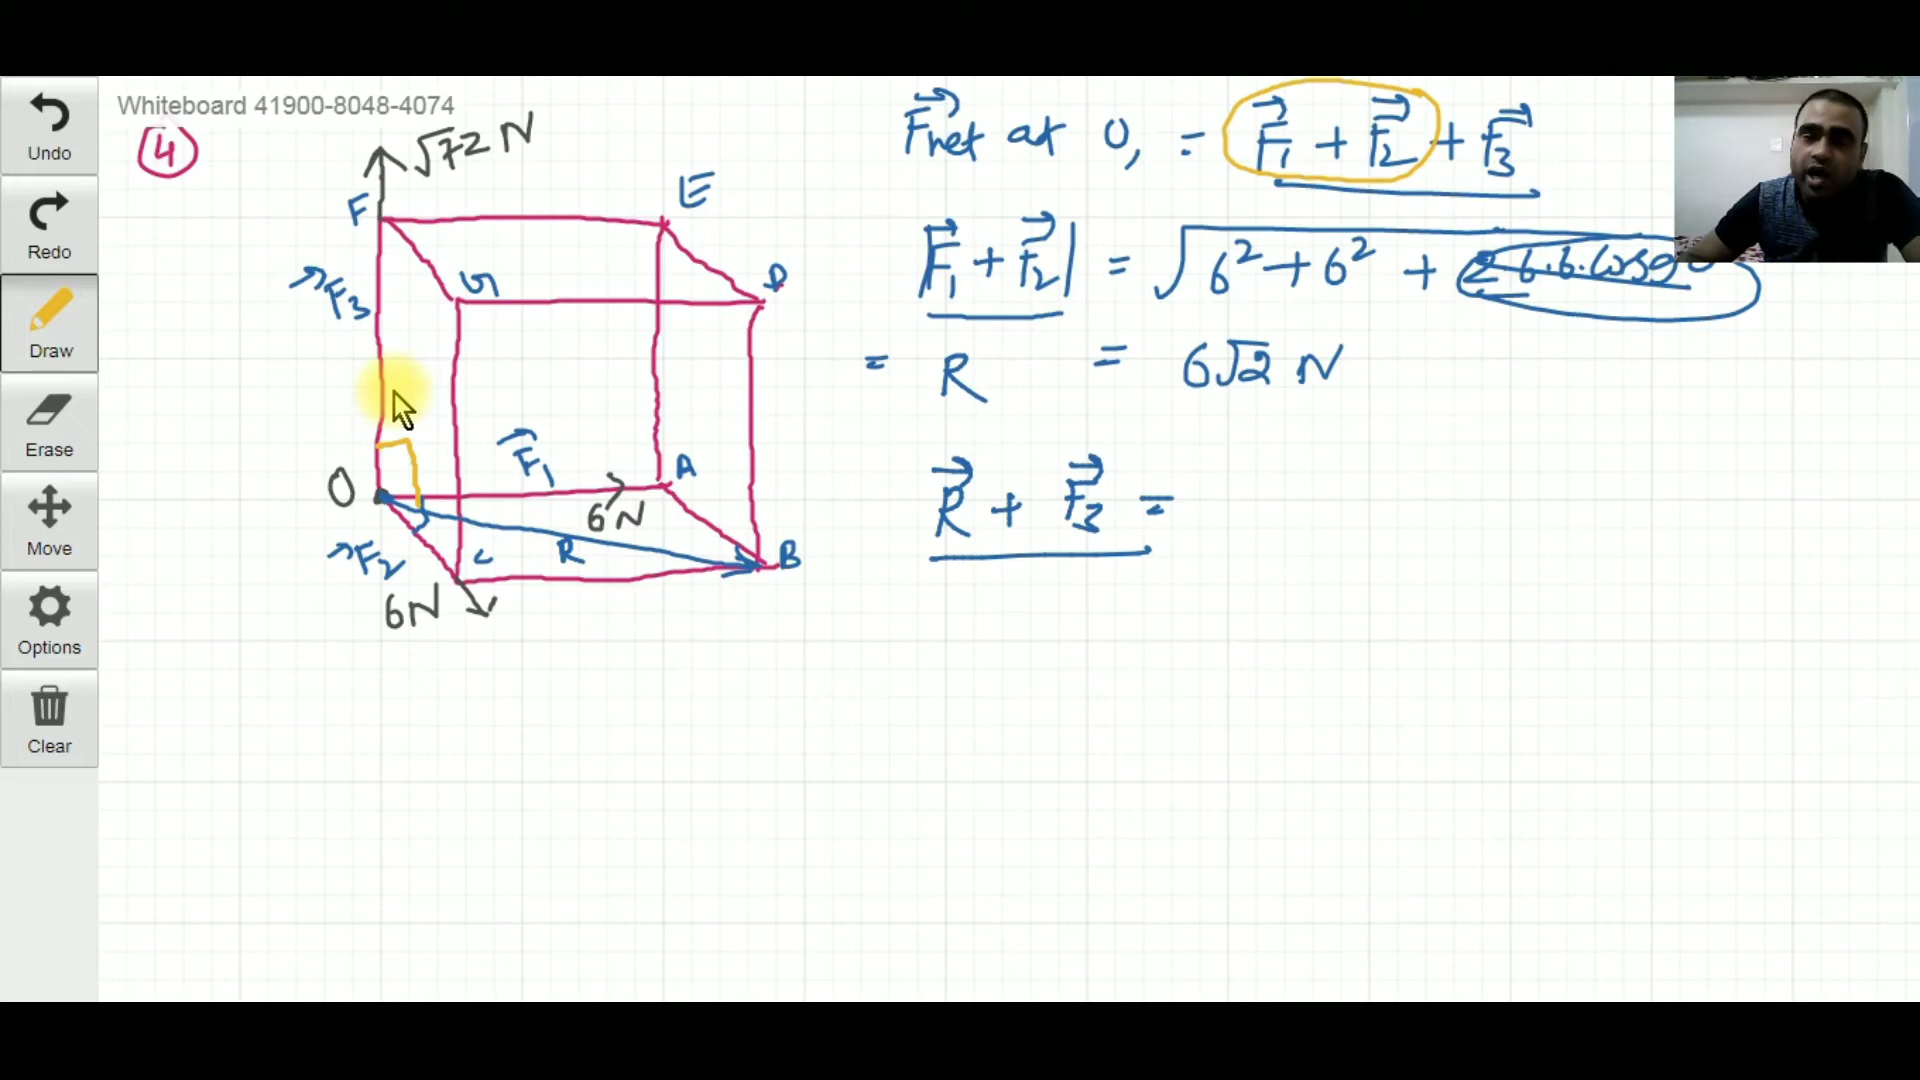 Whiteboard 41900-8048-4074
Undo
Redo
Draw
Erase
Move
Options
Clear
4
√72 N
F
E
G
D
F₃
O
F₁
A
6N
F₂
C
R
B
6N
Fnet at O, = F₁ + F₂ + F₃
|F₁ + F₂| = √6² + 6² + 2 6.6.Cos90
= R = 6√2 N
R + F₃ =